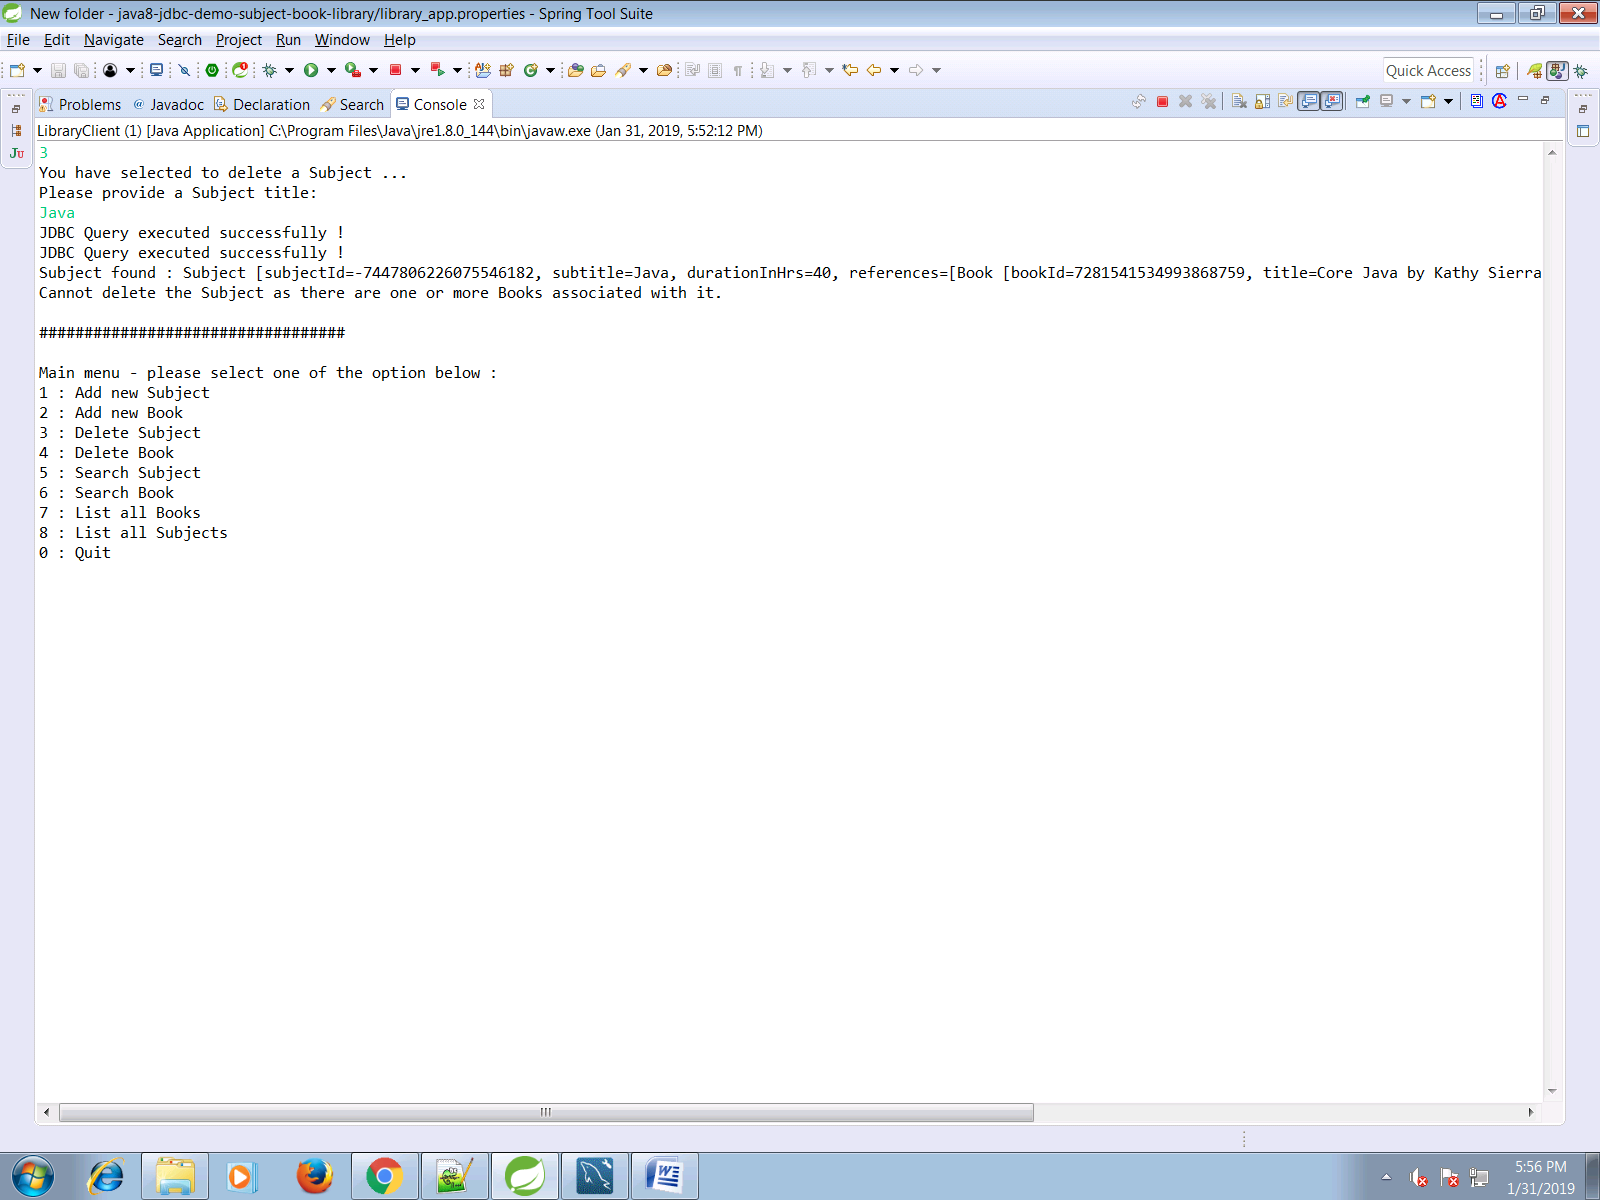 New folder - java8-jdbc-demo-subject-book-library/library_app.properties - Spring Tool Suite
File Edit Navigate Search Project Run Window Help
Quick Access
Problems @ Javadoc Declaration Search Console
LibraryClient (1) [Java Application] C:\Program Files\Java\jre1.8.0_144\bin\javaw.exe (Jan 31, 2019, 5:52:12 PM)
3
You have selected to delete a Subject ...
Please provide a Subject title:
Java
JDBC Query executed successfully !
JDBC Query executed successfully !
Subject found : Subject [subjectId=-7447806226075546182, subtitle=Java, durationInHrs=40, references=[Book [bookId=7281541534993868759, title=Core Java by Kathy Sierra
Cannot delete the Subject as there are one or more Books associated with it.
##################################
Main menu - please select one of the option below :
1 : Add new Subject
2 : Add new Book
3 : Delete Subject
4 : Delete Book
5 : Search Subject
6 : Search Book
7 : List all Books
8 : List all Subjects
0 : Quit
5:56 PM
1/31/2019